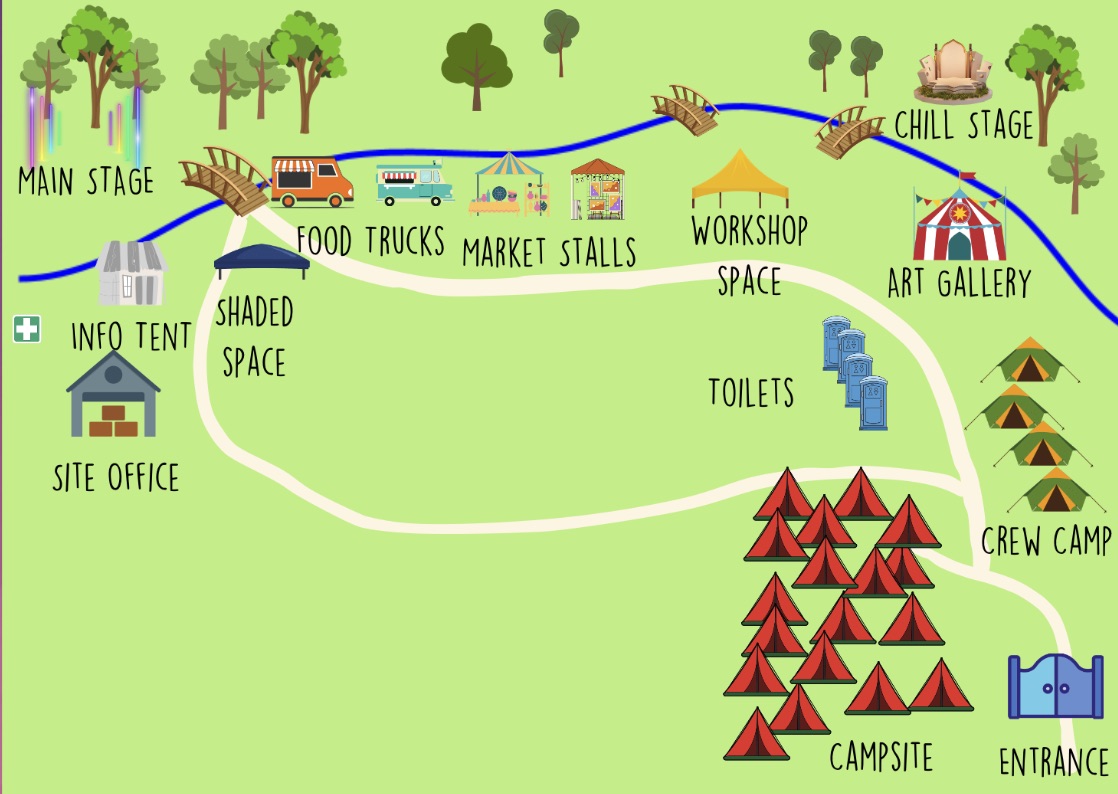 CHILL STAGE
MAIN STAGE
FOOD TRUCKS
MARKET STALLS
WORKSHOP
SPACE
ART GALLERY
SHADED
SPACE
INFO TENT
TOILETS
SITE OFFICE
CREW CAMP
CAMPSITE
ENTRANCE